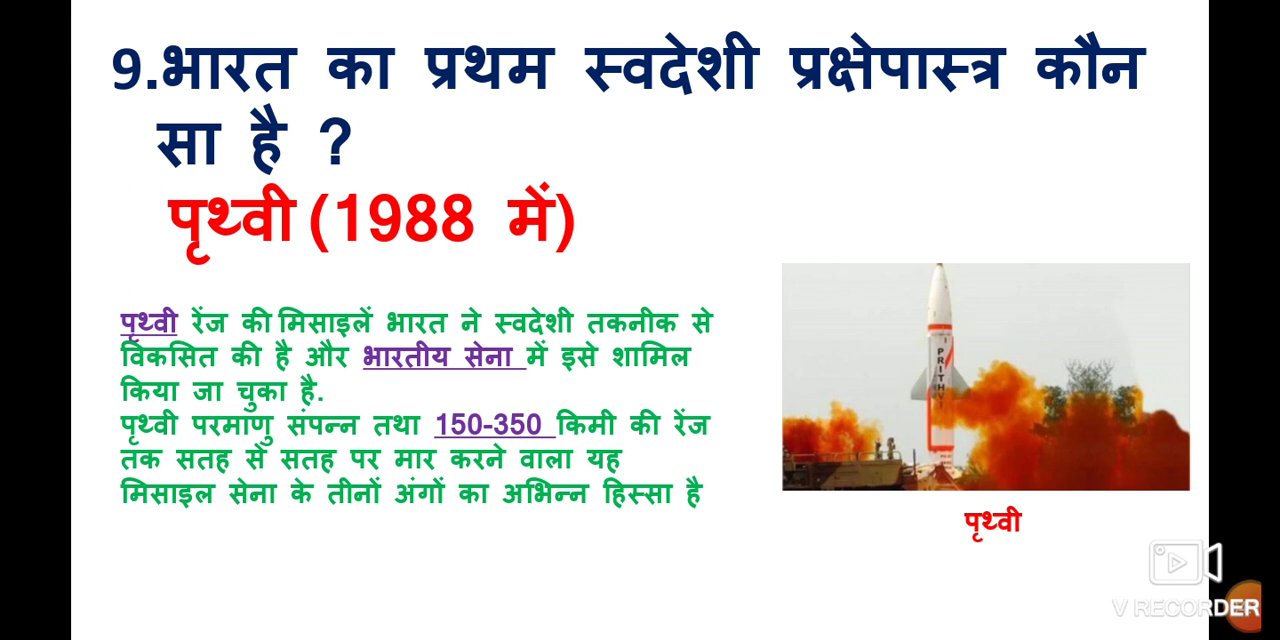 9.भारत का प्रथम स्वदेशी प्रक्षेपास्त्र कौन
सा है ?
पृथ्वी (1988 में)
पृथ्वी रेंज की मिसाइलें भारत ने स्वदेशी तकनीक से
विकसित की है और भारतीय सेना में इसे शामिल
किया जा चुका है.
पृथ्वी परमाणु संपन्न तथा 150-350 किमी की रेंज
तक सतह से सतह पर मार करने वाला यह
मिसाइल सेना के तीनों अंगों का अभिन्न हिस्सा है
PRITHVI
पृथ्वी
V RECORDER